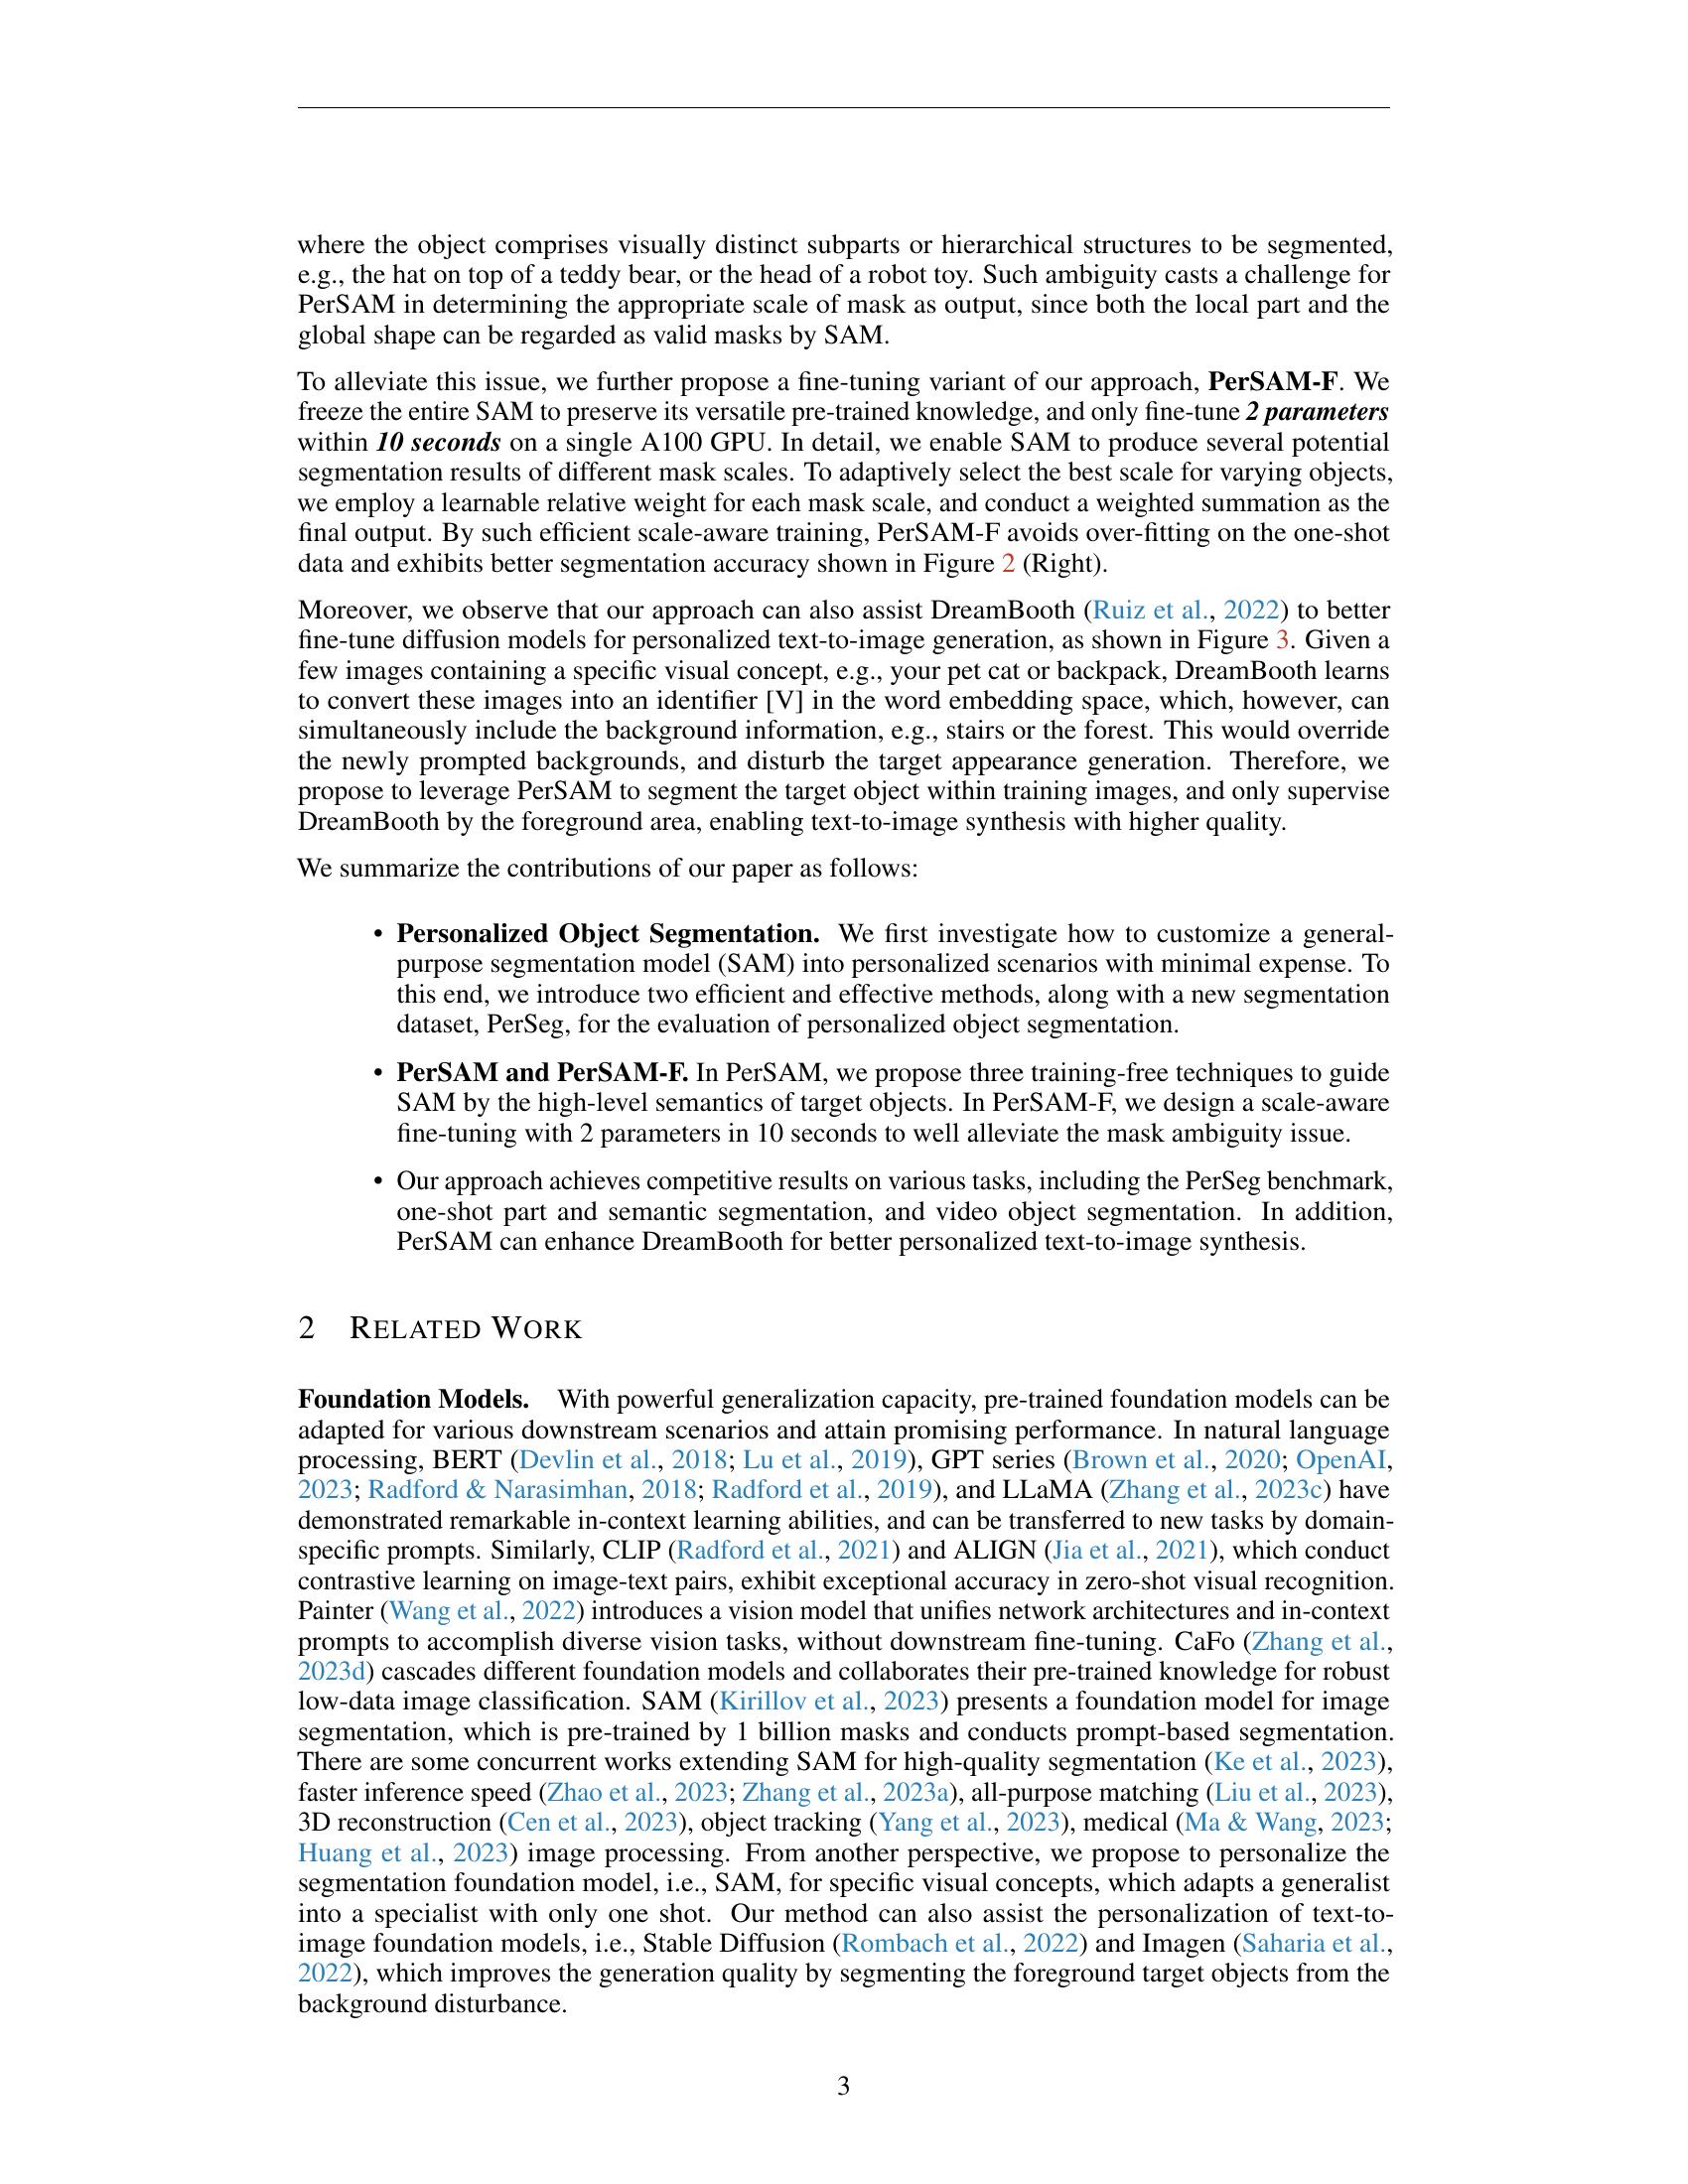 where the object comprises visually distinct subparts or hierarchical structures to be segmented,
e.g., the hat on top of a teddy bear, or the head of a robot toy. Such ambiguity casts a challenge for
PerSAM in determining the appropriate scale of mask as output, since both the local part and the
global shape can be regarded as valid masks by SAM.
To alleviate this issue, we further propose a fine-tuning variant of our approach, PerSAM-F. We
freeze the entire SAM to preserve its versatile pre-trained knowledge, and only fine-tune 2 parameters
within 10 seconds on a single A100 GPU. In detail, we enable SAM to produce several potential
segmentation results of different mask scales. To adaptively select the best scale for varying objects,
we employ a learnable relative weight for each mask scale, and conduct a weighted summation as the
final output. By such efficient scale-aware training, PerSAM-F avoids over-fitting on the one-shot
data and exhibits better segmentation accuracy shown in Figure 2 (Right).
Moreover, we observe that our approach can also assist DreamBooth (Ruiz et al., 2022) to better
fine-tune diffusion models for personalized text-to-image generation, as shown in Figure 3. Given a
few images containing a specific visual concept, e.g., your pet cat or backpack, DreamBooth learns
to convert these images into an identifier [V] in the word embedding space, which, however, can
simultaneously include the background information, e.g., stairs or the forest. This would override
the newly prompted backgrounds, and disturb the target appearance generation. Therefore, we
propose to leverage PerSAM to segment the target object within training images, and only supervise
DreamBooth by the foreground area, enabling text-to-image synthesis with higher quality.
We summarize the contributions of our paper as follows:
• Personalized Object Segmentation. We first investigate how to customize a general-
purpose segmentation model (SAM) into personalized scenarios with minimal expense. To
this end, we introduce two efficient and effective methods, along with a new segmentation
dataset, PerSeg, for the evaluation of personalized object segmentation.
• PerSAM and PerSAM-F. In PerSAM, we propose three training-free techniques to guide
SAM by the high-level semantics of target objects. In PerSAM-F, we design a scale-aware
fine-tuning with 2 parameters in 10 seconds to well alleviate the mask ambiguity issue.
• Our approach achieves competitive results on various tasks, including the PerSeg benchmark,
one-shot part and semantic segmentation, and video object segmentation. In addition,
PerSAM can enhance DreamBooth for better personalized text-to-image synthesis.
2 RELATED WORK
Foundation Models. With powerful generalization capacity, pre-trained foundation models can be
adapted for various downstream scenarios and attain promising performance. In natural language
processing, BERT (Devlin et al., 2018; Lu et al., 2019), GPT series (Brown et al., 2020; OpenAI,
2023; Radford & Narasimhan, 2018; Radford et al., 2019), and LLaMA (Zhang et al., 2023c) have
demonstrated remarkable in-context learning abilities, and can be transferred to new tasks by domain-
specific prompts. Similarly, CLIP (Radford et al., 2021) and ALIGN (Jia et al., 2021), which conduct
contrastive learning on image-text pairs, exhibit exceptional accuracy in zero-shot visual recognition.
Painter (Wang et al., 2022) introduces a vision model that unifies network architectures and in-context
prompts to accomplish diverse vision tasks, without downstream fine-tuning. CaFo (Zhang et al.,
2023d) cascades different foundation models and collaborates their pre-trained knowledge for robust
low-data image classification. SAM (Kirillov et al., 2023) presents a foundation model for image
segmentation, which is pre-trained by 1 billion masks and conducts prompt-based segmentation.
There are some concurrent works extending SAM for high-quality segmentation (Ke et al., 2023),
faster inference speed (Zhao et al., 2023; Zhang et al., 2023a), all-purpose matching (Liu et al., 2023),
3D reconstruction (Cen et al., 2023), object tracking (Yang et al., 2023), medical (Ma & Wang, 2023;
Huang et al., 2023) image processing. From another perspective, we propose to personalize the
segmentation foundation model, i.e., SAM, for specific visual concepts, which adapts a generalist
into a specialist with only one shot. Our method can also assist the personalization of text-to-
image foundation models, i.e., Stable Diffusion (Rombach et al., 2022) and Imagen (Saharia et al.,
2022), which improves the generation quality by segmenting the foreground target objects from the
background disturbance.
3